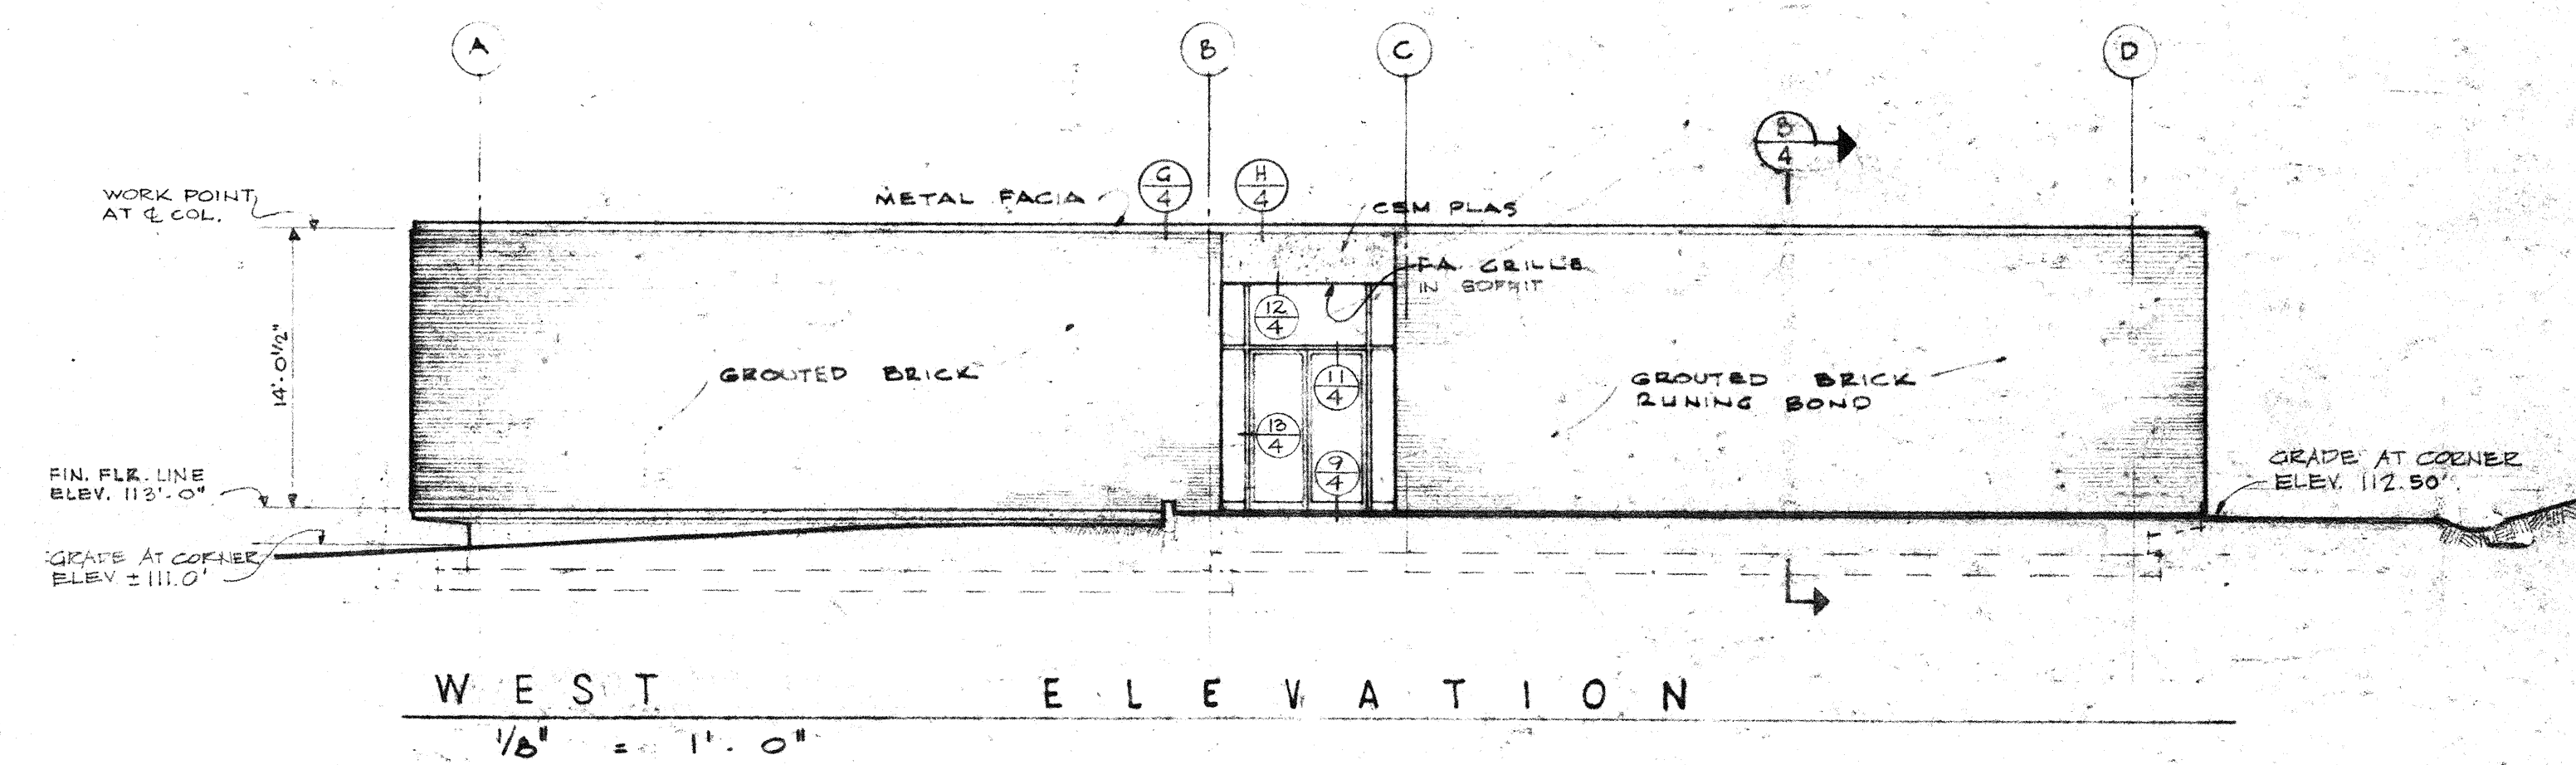 A
B
C
D
B
4
G
4
H
4
WORK POINT
AT ℄ COL.
METAL FACIA
CEM PLAS
F.A. GRILLE
IN SOFFIT
12
4
14'-0½"
GROUTED BRICK
11
4
GROUTED BRICK
RUNING BOND
13
4
9
4
FIN. FLR. LINE
ELEV. 113'-0"
GRADE AT CORNER
ELEV. 112.50'
GRADE AT CORNER
ELEV ±111.0'
WEST ELEVATION
1/8" = 1'-0"